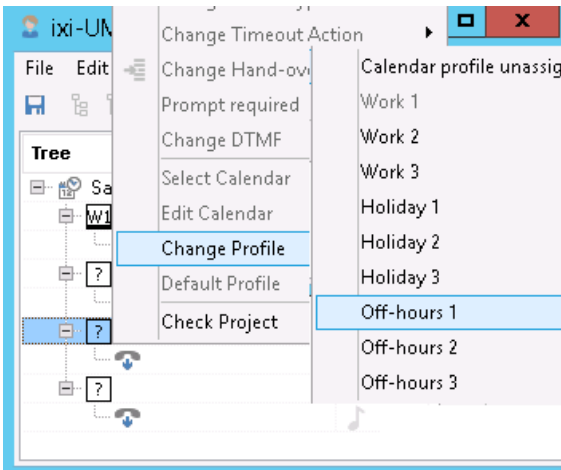 ixi-UM
Change Timeout Action
File Edit
Change Hand-ov
Calendar profile unassig
Prompt required
Work 1
Change DTMF
Work 2
Tree
Select Calendar
Work 3
Sa
W1
Edit Calendar
Holiday 1
Change Profile
Holiday 2
?
Default Profile
Holiday 3
Off-hours 1
?
Check Project
Off-hours 2
?
Off-hours 3